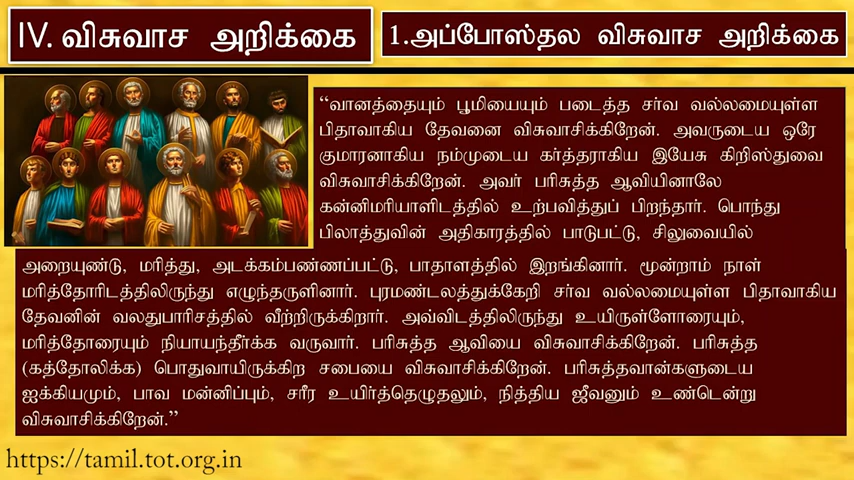 IV. விசுவாச அறிக்கை
1.அப்போஸ்தல விசுவாச அறிக்கை
“வானத்தையும் பூமியையும் படைத்த சர்வ வல்லமையுள்ள
பிதாவாகிய தேவனை விசுவாசிக்கிறேன். அவருடைய ஒரே
குமாரனாகிய நம்முடைய கர்த்தராகிய இயேசு கிறிஸ்துவை
விசுவாசிக்கிறேன். அவர் பரிசுத்த ஆவியினாலே
கன்னிமரியாளிடத்தில் உற்பவித்துப் பிறந்தார். பொந்து
பிலாத்துவின் அதிகாரத்தில் பாடுபட்டு, சிலுவையில்
அறையுண்டு, மரித்து, அடக்கம்பண்ணப்பட்டு, பாதாளத்தில் இறங்கினார். மூன்றாம் நாள்
மரித்தோரிடத்திலிருந்து எழுந்தருளினார். புரமண்டலத்துக்கேறி சர்வ வல்லமையுள்ள பிதாவாகிய
தேவனின் வலதுபாரிசத்தில் வீற்றிருக்கிறார். அவ்விடத்திலிருந்து உயிருள்ளோரையும்,
மரித்தோரையும் நியாயந்தீர்க்க வருவார். பரிசுத்த ஆவியை விசுவாசிக்கிறேன். பரிசுத்த
(கத்தோலிக்க) பொதுவாயிருக்கிற சபையை விசுவாசிக்கிறேன். பரிசுத்தவான்களுடைய
ஐக்கியமும், பாவ மன்னிப்பும், சரீர உயிர்த்தெழுதலும், நித்திய ஜீவனும் உண்டென்று
விசுவாசிக்கிறேன்.”
https://tamil.tot.org.in